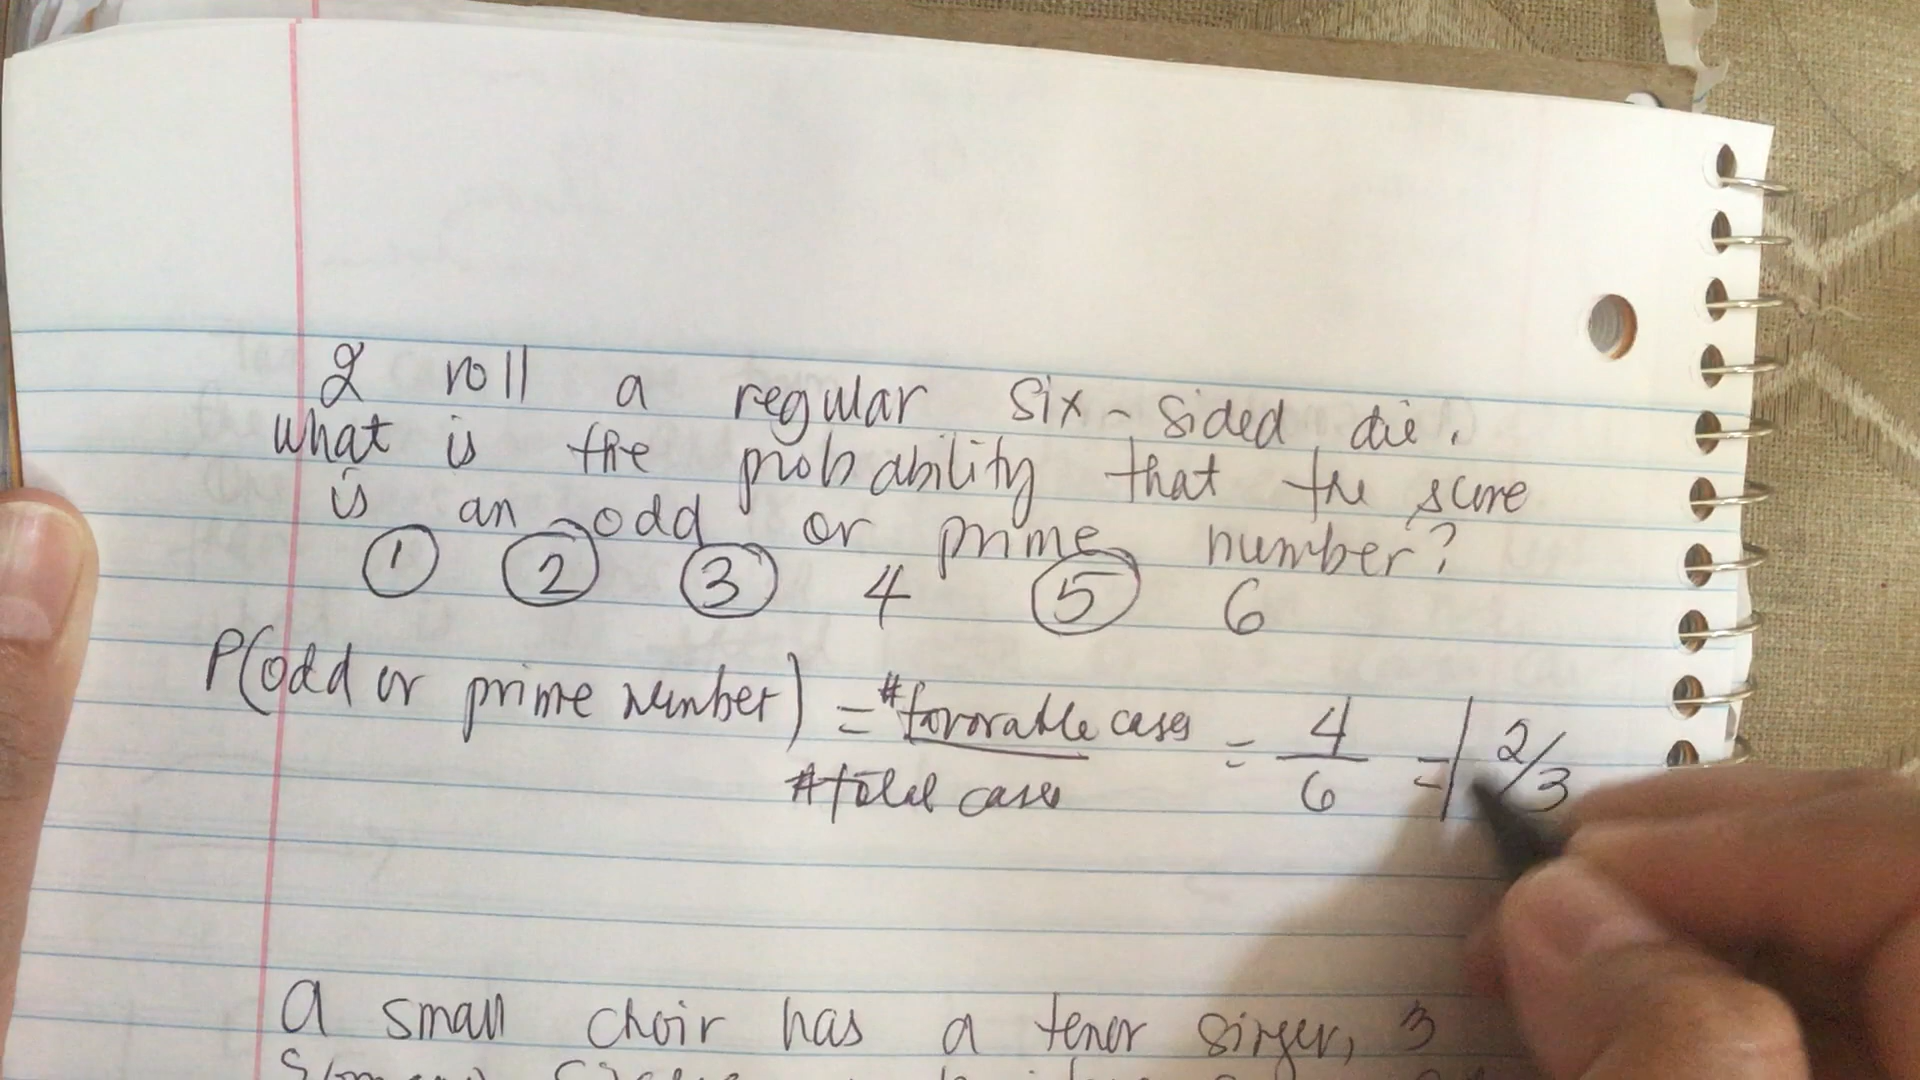 I roll a regular six-sided die.
what is the probability that the score
is an odd or prime number?
1 2 3 4 5 6
P(odd or prime number) = #favorable cases / #total cases = 4/6 = 2/3
a small choir has a tenor singer, 3